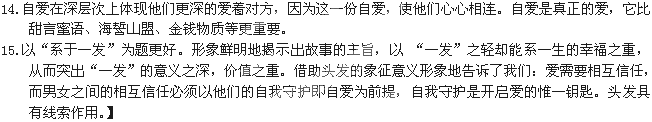 14.自爱在深层次上体现他们更深的爱着对方，因为这一份自爱，使他们心心相连。自爱是真正的爱，它比
甜言蜜语、海誓山盟、金钱物质等更重要。
15.以“系于一发”为题更好。形象鲜明地揭示出故事的主旨，以 “一发”之轻却能系一生的幸福之重，
从而突出“一发”的意义之深，价值之重。借助头发的象征意义形象地告诉了我们：爱需要相互信任，
而男女之间的相互信任必须以他们的自我守护即自爱为前提，自我守护是开启爱的惟一钥匙。头发具
有线索作用。】